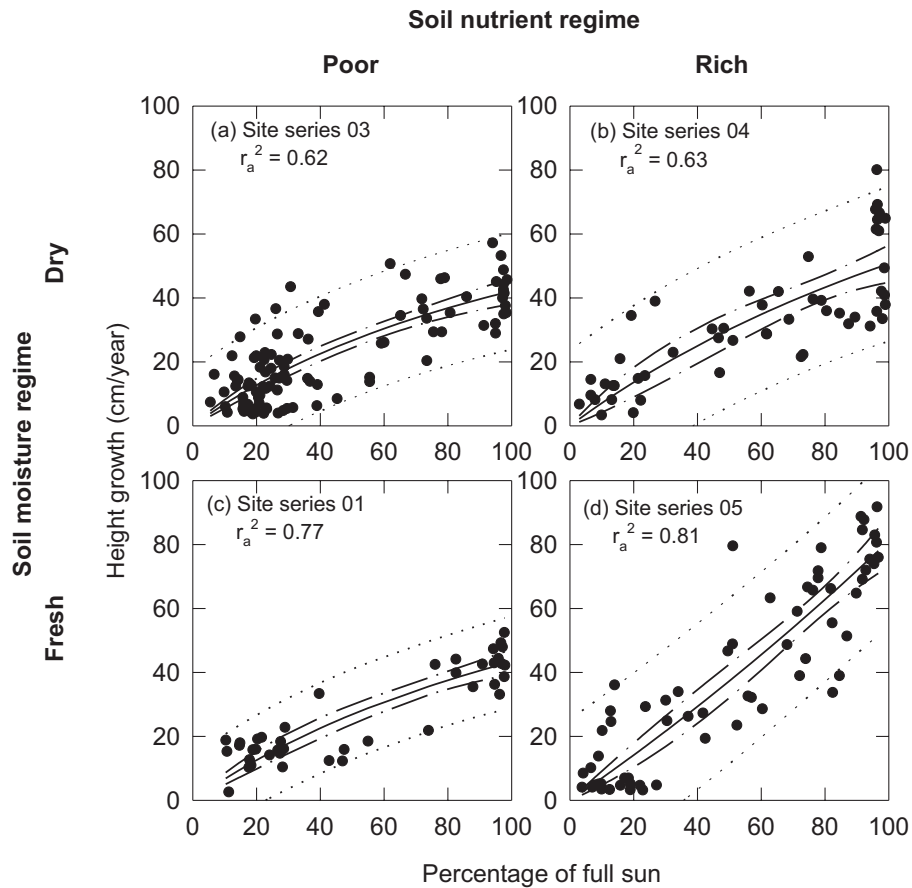 Soil nutrient regime
Poor Rich
Soil moisture regime
Dry
Fresh
Height growth (cm/year)
(a) Site series 03
rₐ² = 0.62
100
80
60
40
20
0
0 20 40 60 80 100
(b) Site series 04
rₐ² = 0.63
0 20 40 60 80 100
(c) Site series 01
rₐ² = 0.77
100
80
60
40
20
0
0 20 40 60 80 100
(d) Site series 05
rₐ² = 0.81
0 20 40 60 80 100
Percentage of full sun